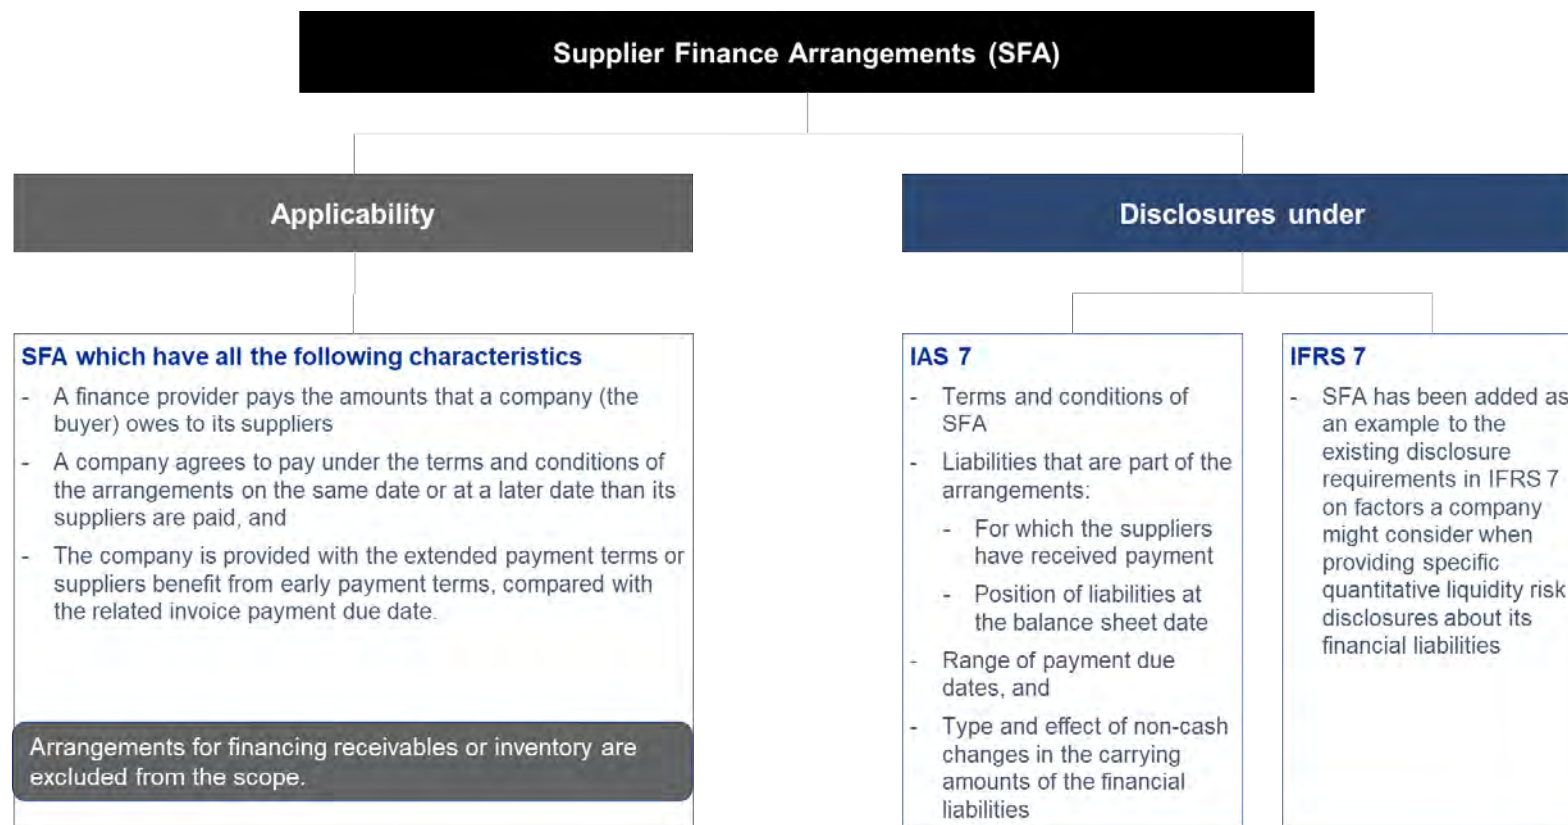 Supplier Finance Arrangements (SFA)
Applicability
Disclosures under
SFA which have all the following characteristics
- A finance provider pays the amounts that a company (the
buyer) owes to its suppliers
- A company agrees to pay under the terms and conditions of
the arrangements on the same date or at a later date than its
suppliers are paid, and
- The company is provided with the extended payment terms or
suppliers benefit from early payment terms, compared with
the related invoice payment due date.
Arrangements for financing receivables or inventory are
excluded from the scope.
IAS 7
- Terms and conditions of
SFA
- Liabilities that are part of the
arrangements:
- For which the suppliers
have received payment
- Position of liabilities at
the balance sheet date
- Range of payment due
dates, and
- Type and effect of non-cash
changes in the carrying
amounts of the financial
liabilities
IFRS 7
- SFA has been added as
an example to the
existing disclosure
requirements in IFRS 7
on factors a company
might consider when
providing specific
quantitative liquidity risk
disclosures about its
financial liabilities